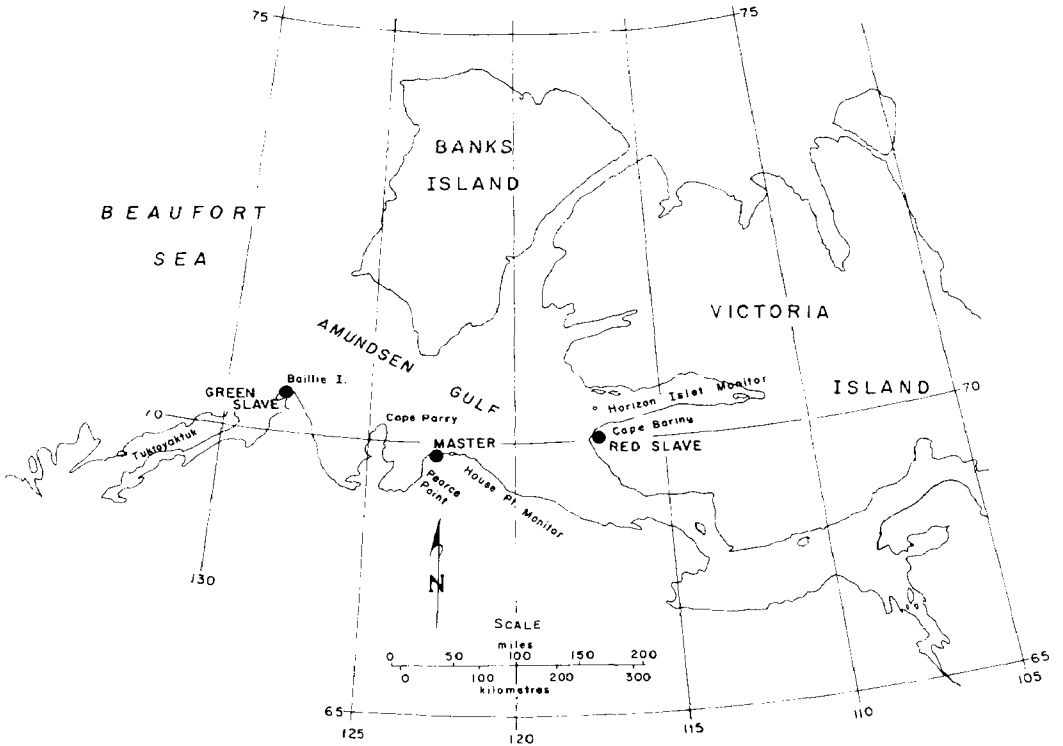 75
75
BANKS
ISLAND
BEAUFORT
SEA
VICTORIA
ISLAND
AMUNDSEN
GULF
Baillie I.
GREEN
SLAVE
70
Tuktoyaktuk
Cape Parry
MASTER
Pearce
Point
House Pt. Monitor
Horizon Islet Monitor
Cape Bariny
RED SLAVE
70
130
N
SCALE
miles
0 50 100 150 200
0 100 200 300
kilometres
65
125
120
115
110
65
105